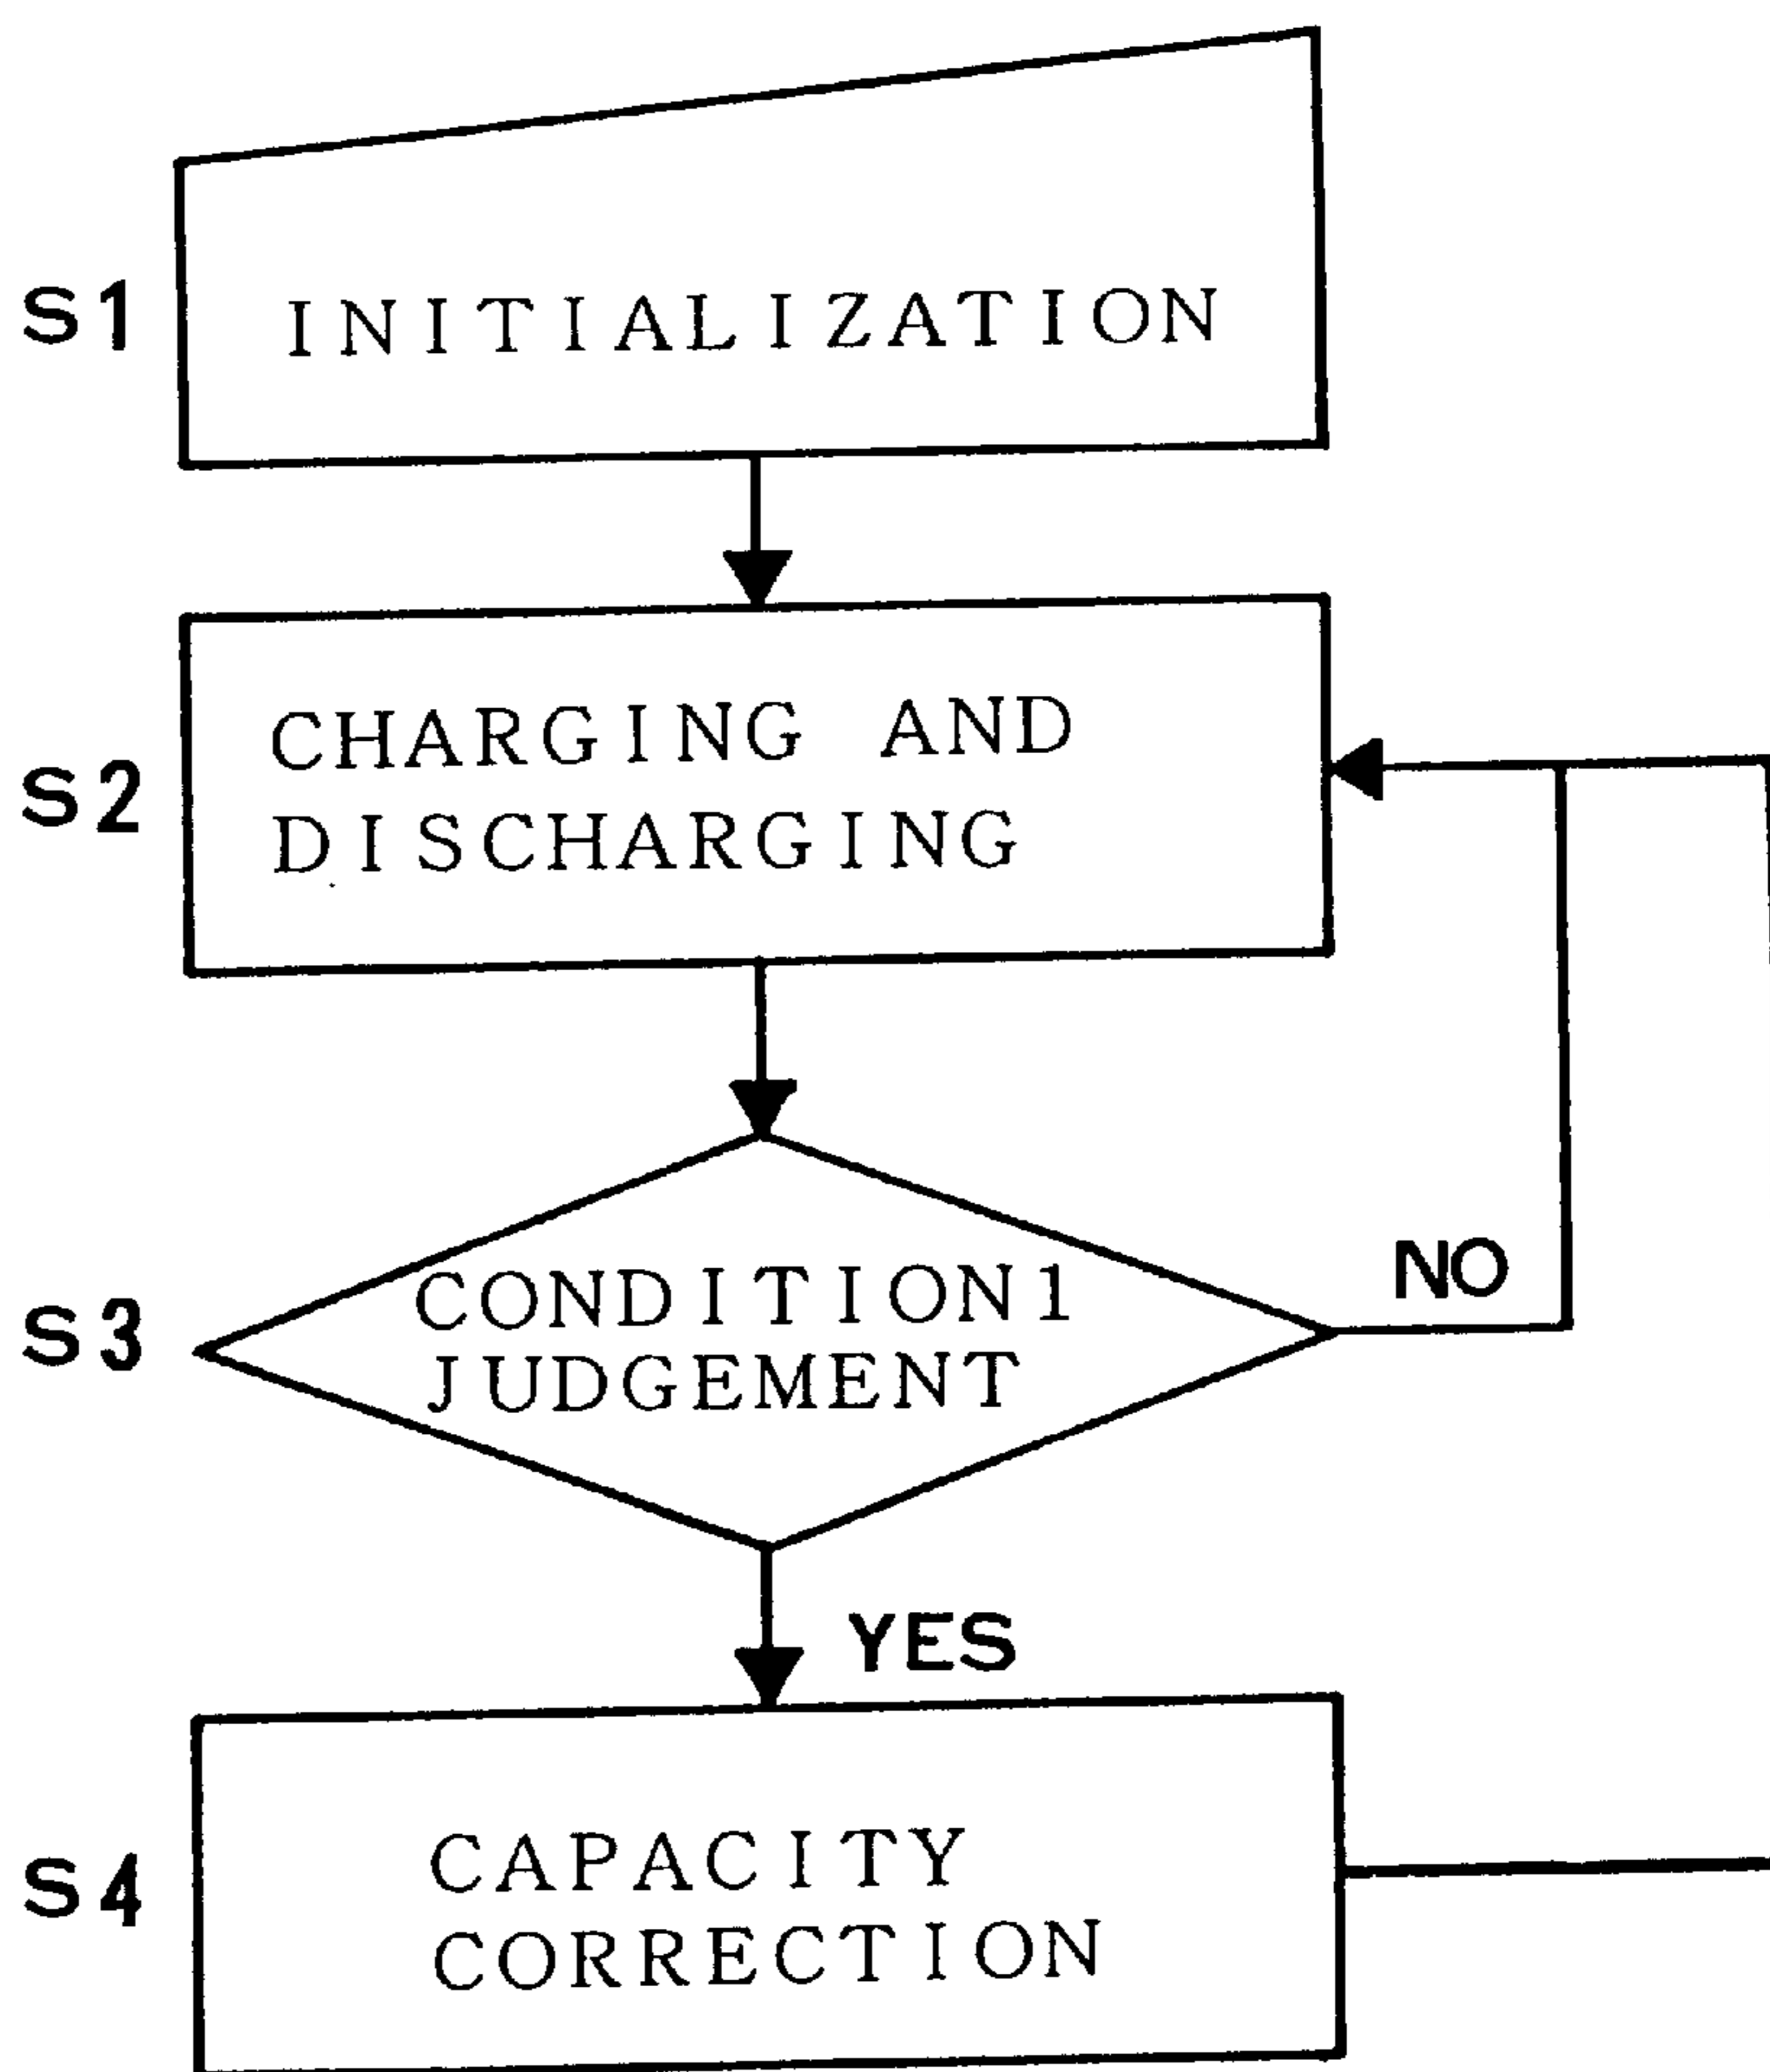 S1
INITIALIZATION
S2
CHARGING AND
DISCHARGING
S3
CONDITION1
JUDGEMENT
NO
YES
S4
CAPACITY
CORRECTION